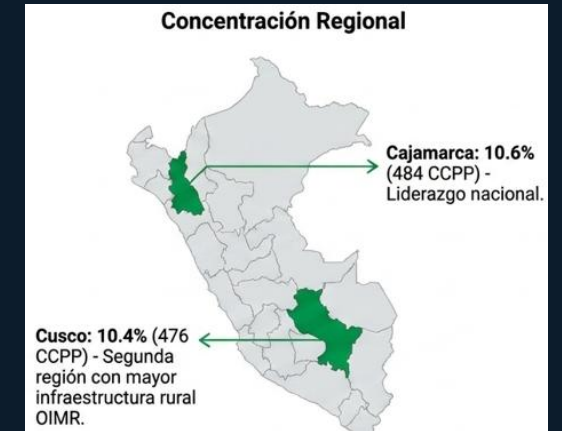 Concentración Regional
Cajamarca: 10.6%
(484 CCPP) -
Liderazgo nacional.
Cusco: 10.4% (476
CCPP) - Segunda
región con mayor
infraestructura rural
OIMR.